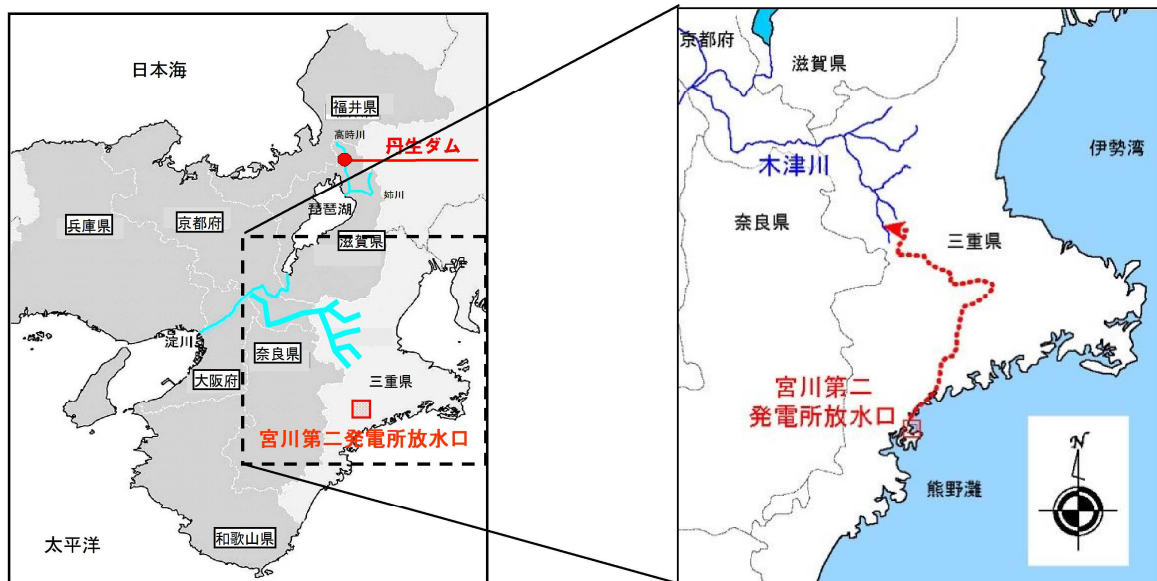 日本海
福井県
高時川
丹生ダム
姉川
琵琶湖
兵庫県
京都府
滋賀県
淀川
奈良県
大阪府
三重県
宮川第二発電所放水口
和歌山県
太平洋
京都府
滋賀県
伊勢湾
木津川
奈良県
三重県
宮川第二
発電所放水口
熊野灘
N